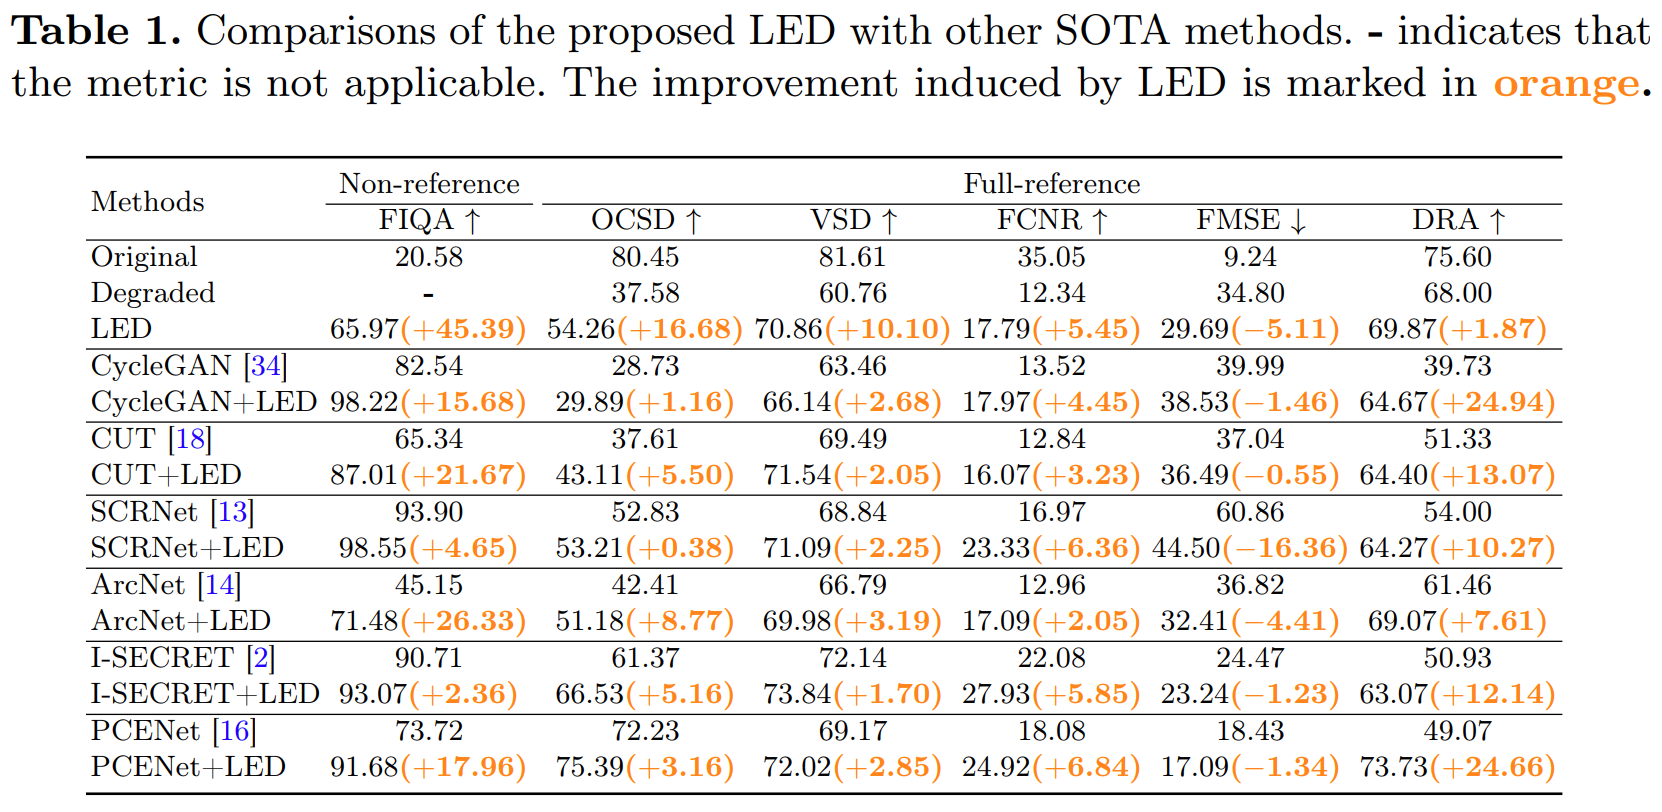 Table 1. Comparisons of the proposed LED with other SOTA methods. - indicates that
the metric is not applicable. The improvement induced by LED is marked in orange.
Methods Non-reference Full-reference
FIQA ↑ OCSD ↑ VSD ↑ FCNR ↑ FMSE ↓ DRA ↑
Original 20.58 80.45 81.61 35.05 9.24 75.60
Degraded - 37.58 60.76 12.34 34.80 68.00
LED 65.97(+45.39) 54.26(+16.68) 70.86(+10.10) 17.79(+5.45) 29.69(−5.11) 69.87(+1.87)
CycleGAN [34] 82.54 28.73 63.46 13.52 39.99 39.73
CycleGAN+LED 98.22(+15.68) 29.89(+1.16) 66.14(+2.68) 17.97(+4.45) 38.53(−1.46) 64.67(+24.94)
CUT [18] 65.34 37.61 69.49 12.84 37.04 51.33
CUT+LED 87.01(+21.67) 43.11(+5.50) 71.54(+2.05) 16.07(+3.23) 36.49(−0.55) 64.40(+13.07)
SCRNet [13] 93.90 52.83 68.84 16.97 60.86 54.00
SCRNet+LED 98.55(+4.65) 53.21(+0.38) 71.09(+2.25) 23.33(+6.36) 44.50(−16.36) 64.27(+10.27)
ArcNet [14] 45.15 42.41 66.79 12.96 36.82 61.46
ArcNet+LED 71.48(+26.33) 51.18(+8.77) 69.98(+3.19) 17.09(+2.05) 32.41(−4.41) 69.07(+7.61)
I-SECRET [2] 90.71 61.37 72.14 22.08 24.47 50.93
I-SECRET+LED 93.07(+2.36) 66.53(+5.16) 73.84(+1.70) 27.93(+5.85) 23.24(−1.23) 63.07(+12.14)
PCENet [16] 73.72 72.23 69.17 18.08 18.43 49.07
PCENet+LED 91.68(+17.96) 75.39(+3.16) 72.02(+2.85) 24.92(+6.84) 17.09(−1.34) 73.73(+24.66)